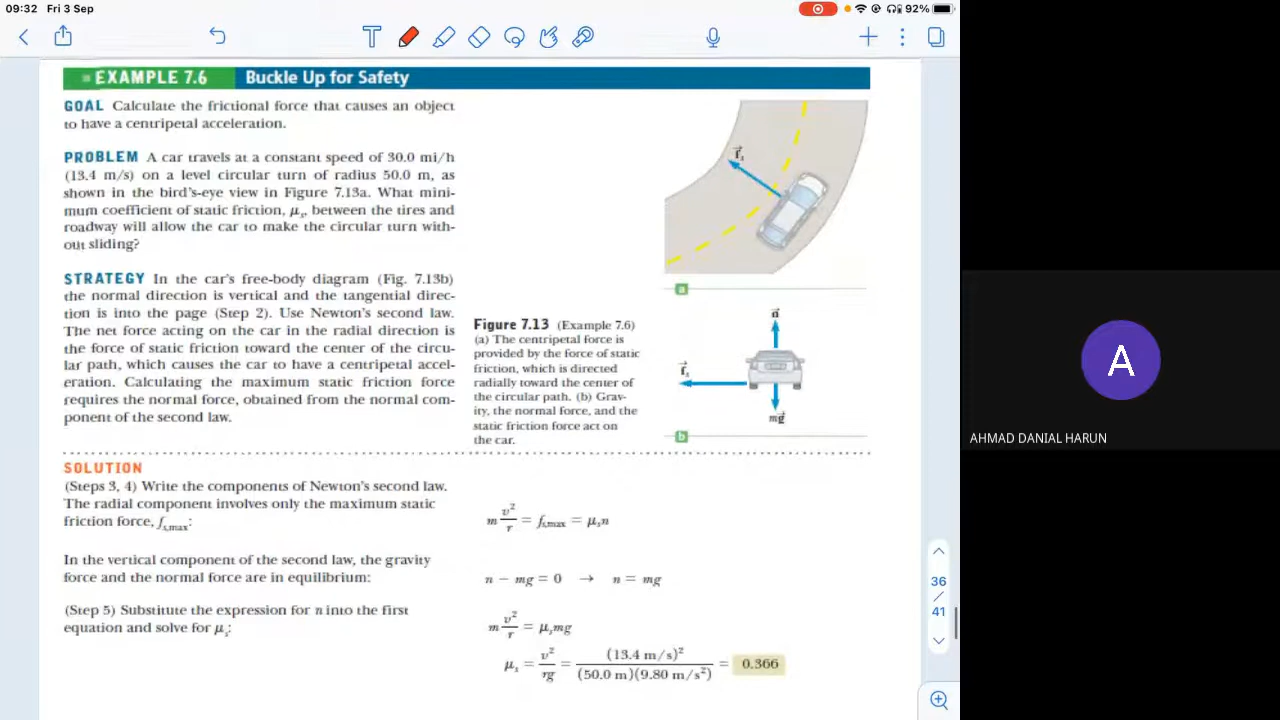 09:32 Fri 3 Sep
92%
T
EXAMPLE 7.6 Buckle Up for Safety
GOAL Calculate the frictional force that causes an object
to have a centripetal acceleration.
PROBLEM A car travels at a constant speed of 30.0 mi/h
(13.4 m/s) on a level circular turn of radius 50.0 m, as
shown in the bird's-eye view in Figure 7.13a. What mini-
mum coefficient of static friction, μs, between the tires and
roadway will allow the car to make the circular turn with-
out sliding?
STRATEGY In the car's free-body diagram (Fig. 7.13b)
the normal direction is vertical and the tangential direc-
tion is into the page (Step 2). Use Newton's second law.
The net force acting on the car in the radial direction is
the force of static friction toward the center of the circu-
lar path, which causes the car to have a centripetal accel-
eration. Calculating the maximum static friction force
requires the normal force, obtained from the normal com-
ponent of the second law.
f⃗s
a
Figure 7.13 (Example 7.6)
(a) The centripetal force is
provided by the force of static
friction, which is directed
radially toward the center of
the circular path. (b) Grav-
ity, the normal force, and the
static friction force act on
the car.
n⃗
f⃗s
mg⃗
b
SOLUTION
(Steps 3, 4) Write the components of Newton's second law.
The radial component involves only the maximum static
friction force, fs,max:
m v²/r = fs,max = μsn
In the vertical component of the second law, the gravity
force and the normal force are in equilibrium:
n − mg = 0 → n = mg
(Step 5) Substitute the expression for n into the first
equation and solve for μs:
m v²/r = μsmg
μs = v²/rg = (13.4 m/s)²/(50.0 m)(9.80 m/s²) = 0.366
36
/
41
A
AHMAD DANIAL HARUN